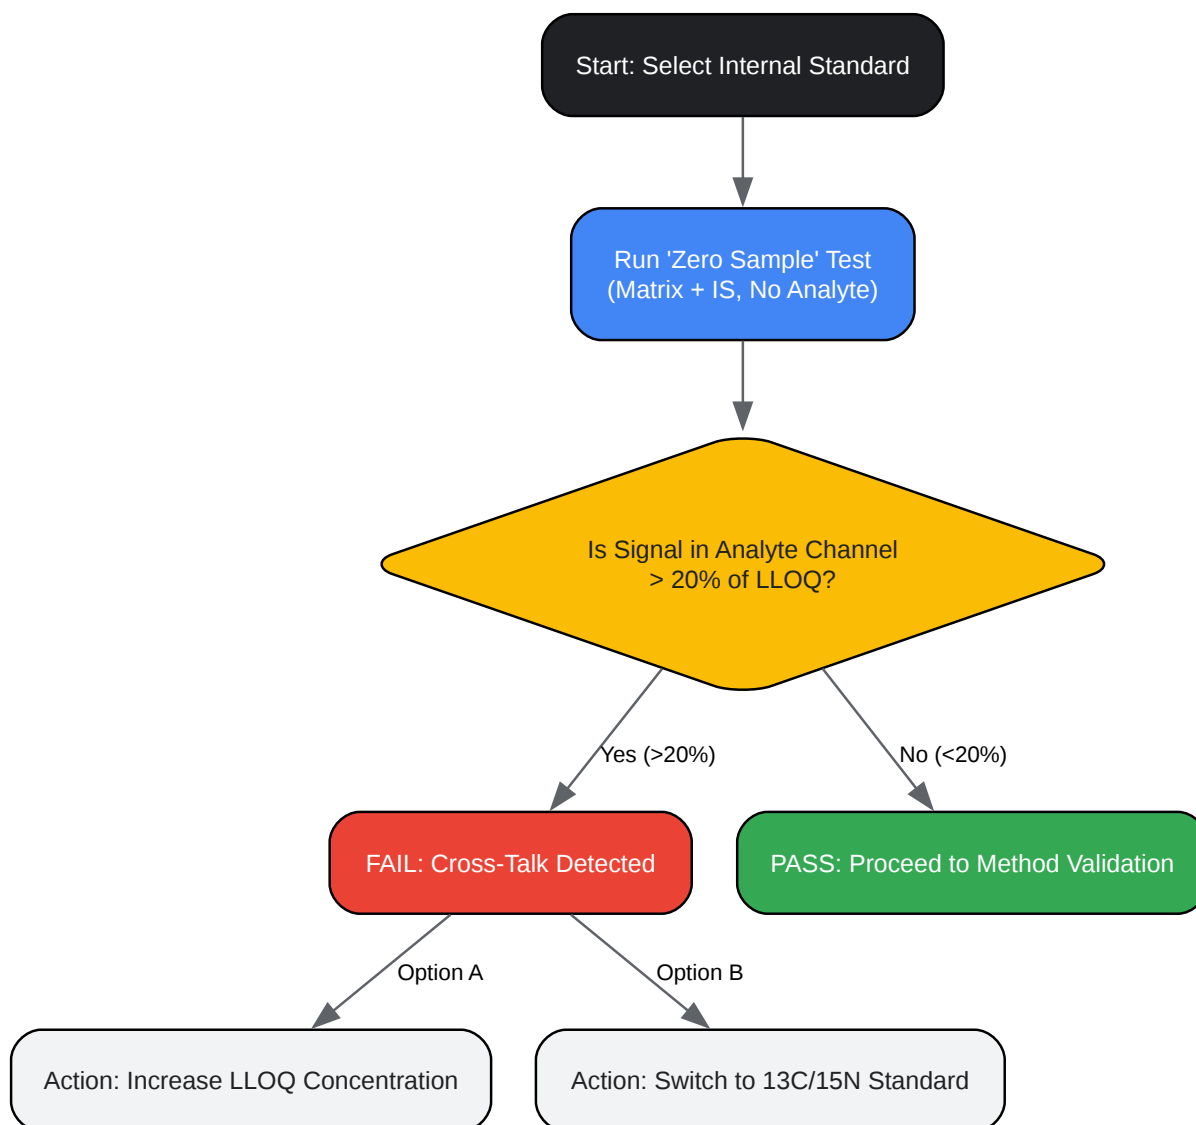 Start: Select Internal Standard
Run 'Zero Sample' Test
(Matrix + IS, No Analyte)
Is Signal in Analyte Channel
> 20% of LLOQ?
Yes (>20%)
No (<20%)
FAIL: Cross-Talk Detected
PASS: Proceed to Method Validation
Option A
Option B
Action: Increase LLOQ Concentration
Action: Switch to 13C/15N Standard